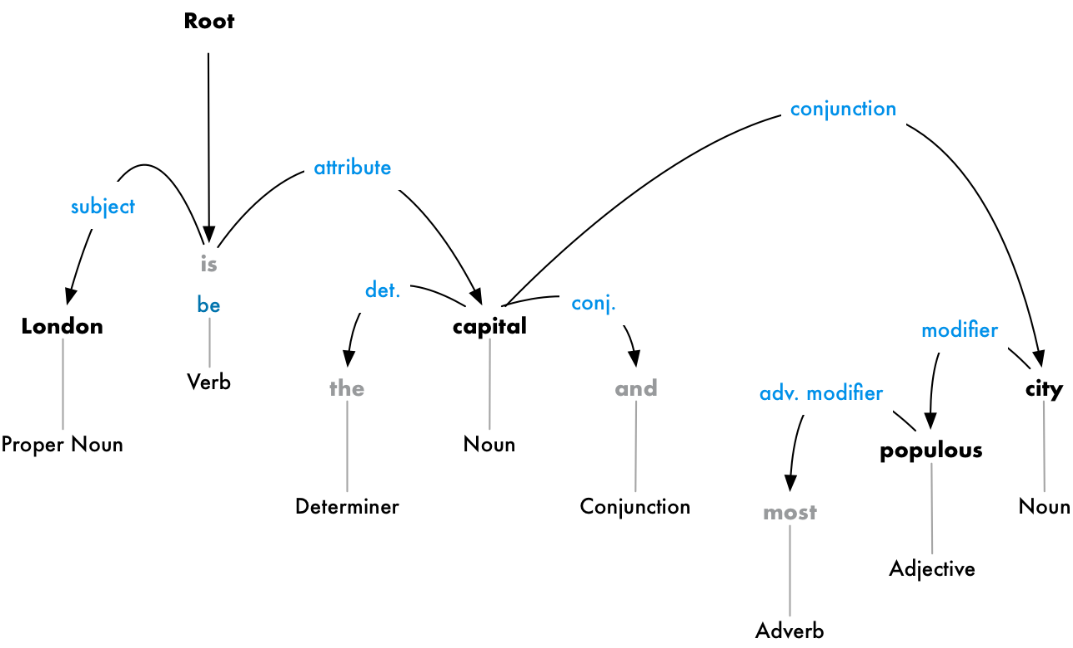 Root
conjunction
attribute
subject
is
det.
conj.
be
London
capital
modifier
the
and
adv. modifier
city
Verb
Proper Noun
Noun
populous
Determiner
Conjunction
most
Noun
Adjective
Adverb